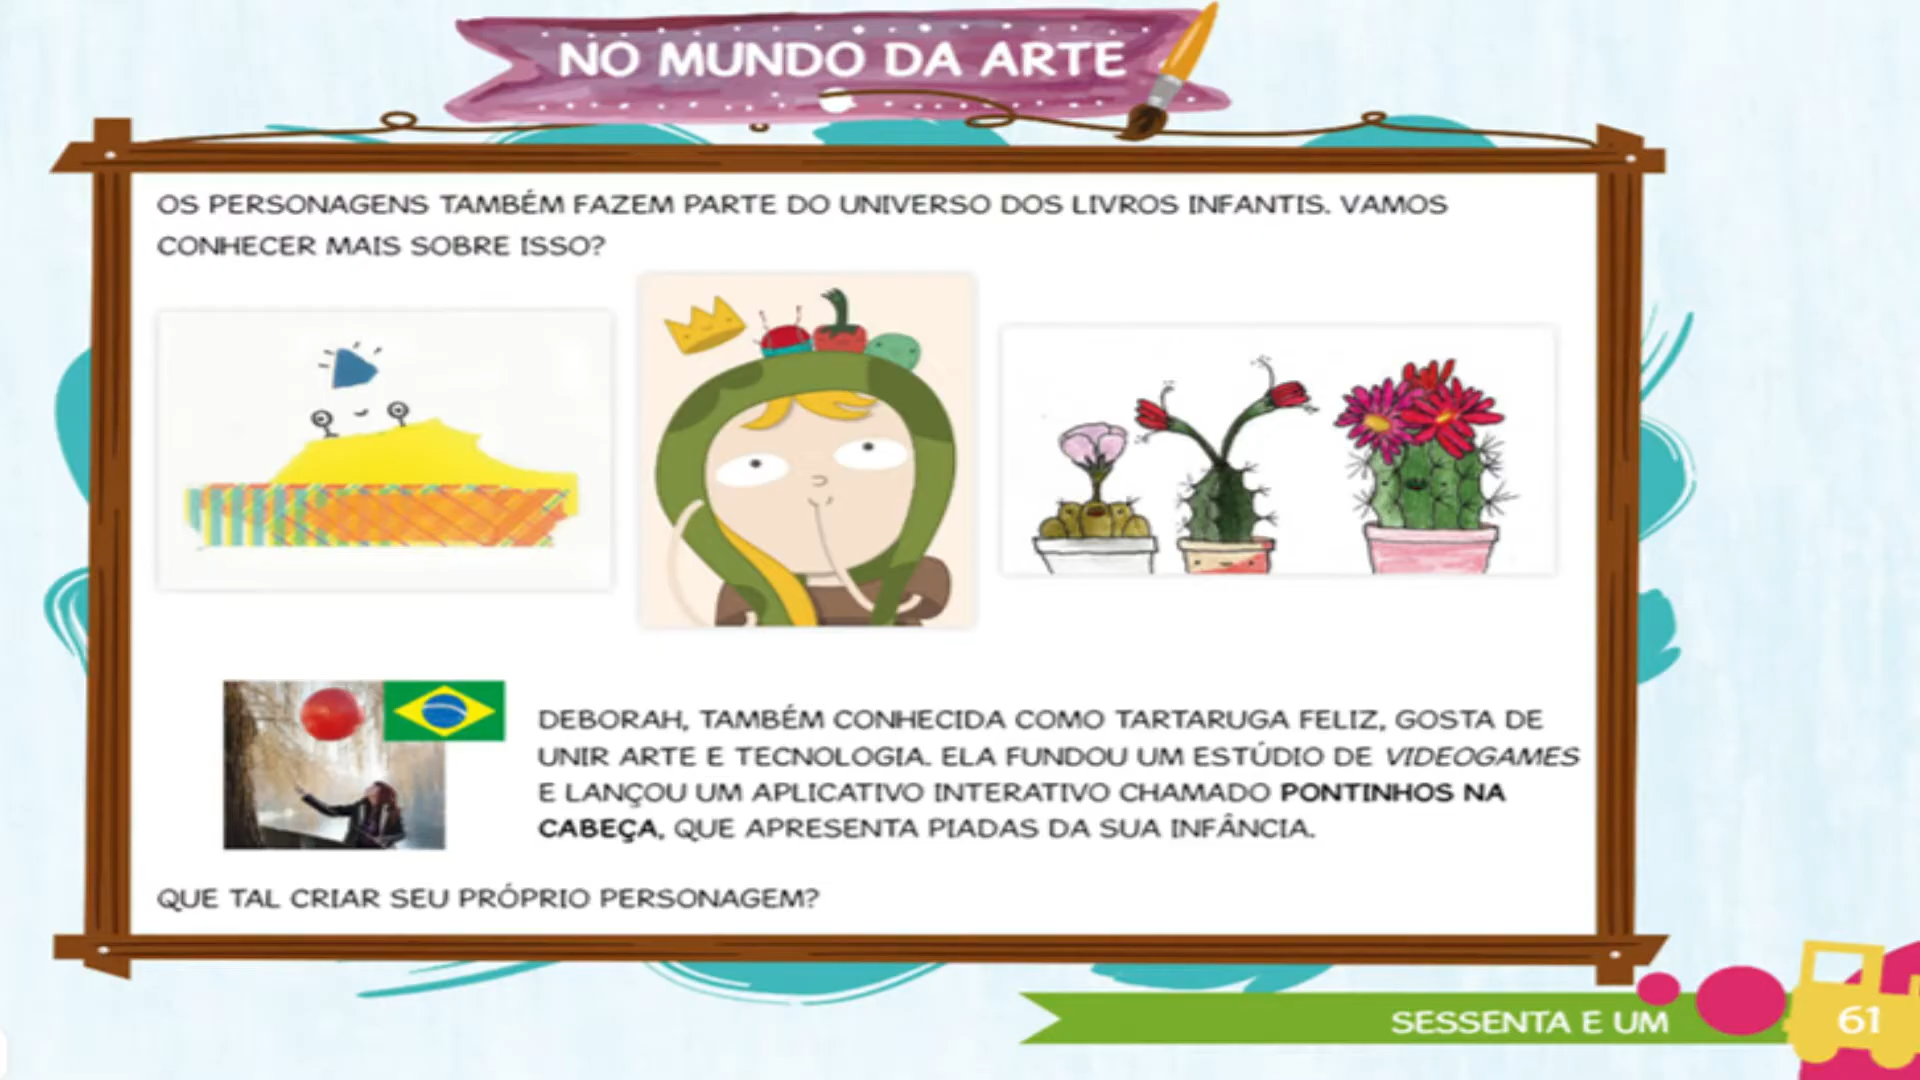 NO MUNDO DA ARTE
OS PERSONAGENS TAMBÉM FAZEM PARTE DO UNIVERSO DOS LIVROS INFANTIS. VAMOS
CONHECER MAIS SOBRE ISSO?
DEBORAH, TAMBÉM CONHECIDA COMO TARTARUGA FELIZ, GOSTA DE
UNIR ARTE E TECNOLOGIA. ELA FUNDOU UM ESTÚDIO DE VIDEOGAMES
E LANÇOU UM APLICATIVO INTERATIVO CHAMADO PONTINHOS NA
CABEÇA, QUE APRESENTA PIADAS DA SUA INFÂNCIA.
QUE TAL CRIAR SEU PRÓPRIO PERSONAGEM?
SESSENTA E UM
61